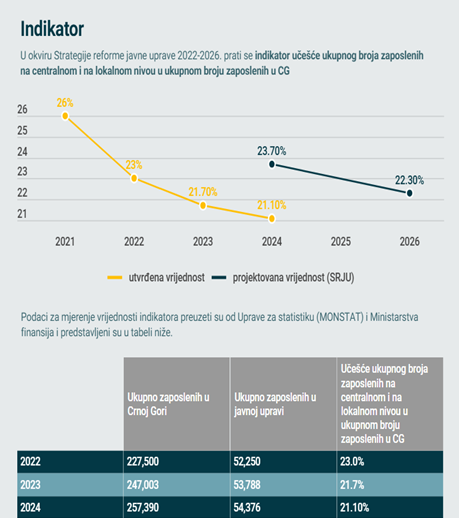 Indikator
U okviru Strategije reforme javne uprave 2022-2026. prati se indikator učešće ukupnog broja zaposlenih
na centralnom i na lokalnom nivou u ukupnom broju zaposlenih u CG
26
25
24
23
22
21
26%
23%
21.70%
21.10%
23.70%
22.30%
2021 2022 2023 2024 2025 2026
utvrđena vrijednost projektovana vrijednost (SRJU)
Podaci za mjerenje vrijednosti indikatora preuzeti su od Uprave za statistiku (MONSTAT) i Ministarstva
finansija i predstavljeni su u tabeli niže.
Ukupno zaposlenih u
Crnoj Gori
Ukupno zaposlenih u
javnoj upravi
Učešće ukupnog broja
zaposlenih na
centralnom i na
lokalnom nivou u
ukupnom broju
zaposlenih u CG
2022 227,500 52,250 23.0%
2023 247,003 53,788 21.7%
2024 257,390 54,376 21.10%